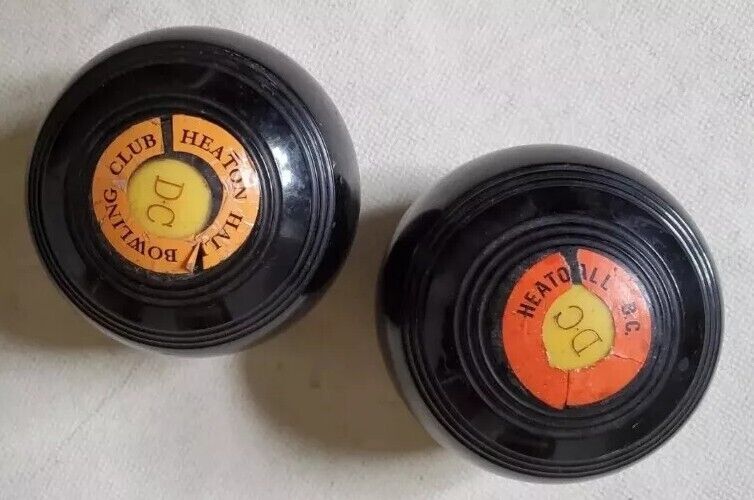 HEATON HALL BOWLING CLUB
D.C
HEATO ALL B.C.
D.C